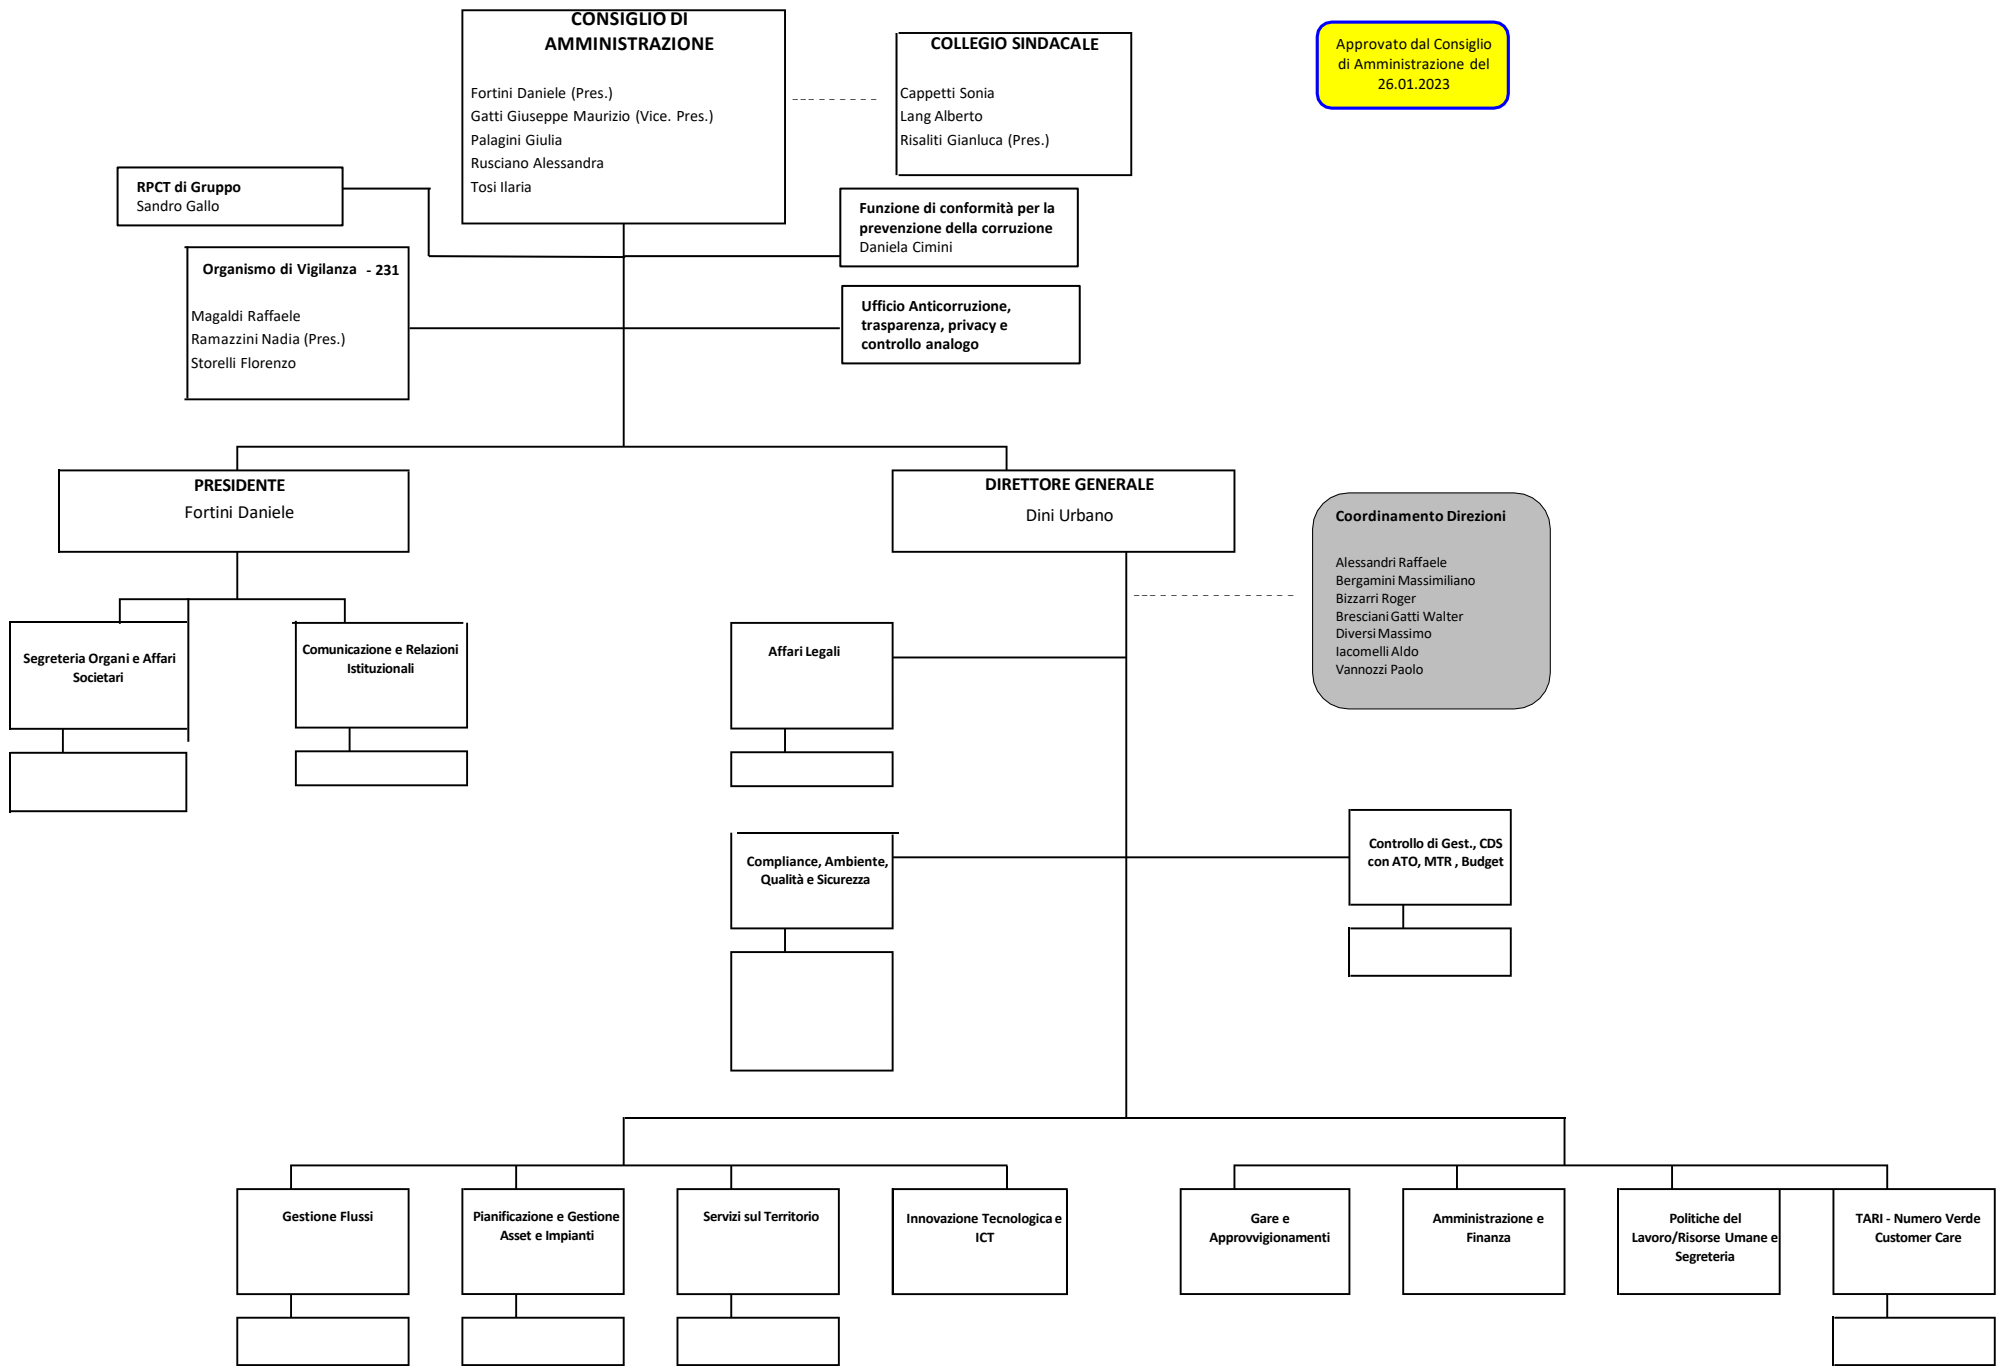 CONSIGLIO DI
AMMINISTRAZIONE
Fortini Daniele (Pres.)
Gatti Giuseppe Maurizio (Vice. Pres.)
Palagini Giulia
Rusciano Alessandra
Tosi Ilaria
COLLEGIO SINDACALE
Cappetti Sonia
Lang Alberto
Risaliti Gianluca (Pres.)
Approvato dal Consiglio
di Amministrazione del
26.01.2023
RPCT di Gruppo
Sandro Gallo
Funzione di conformità per la
prevenzione della corruzione
Daniela Cimini
Organismo di Vigilanza - 231
Magaldi Raffaele
Ramazzini Nadia (Pres.)
Storelli Florenzo
Ufficio Anticorruzione,
trasparenza, privacy e
controllo analogo
PRESIDENTE
Fortini Daniele
DIRETTORE GENERALE
Dini Urbano
Coordinamento Direzioni
Alessandri Raffaele
Bergamini Massimiliano
Bizzarri Roger
Bresciani Gatti Walter
Diversi Massimo
Iacomelli Aldo
Vannozzi Paolo
Segreteria Organi e Affari
Societari
Comunicazione e Relazioni
Istituzionali
Affari Legali
Compliance, Ambiente,
Qualità e Sicurezza
Controllo di Gest., CDS
con ATO, MTR , Budget
Gestione Flussi
Pianificazione e Gestione
Asset e Impianti
Servizi sul Territorio
Innovazione Tecnologica e
ICT
Gare e
Approvvigionamenti
Amministrazione e
Finanza
Politiche del
Lavoro/Risorse Umane e
Segreteria
TARI - Numero Verde
Customer Care